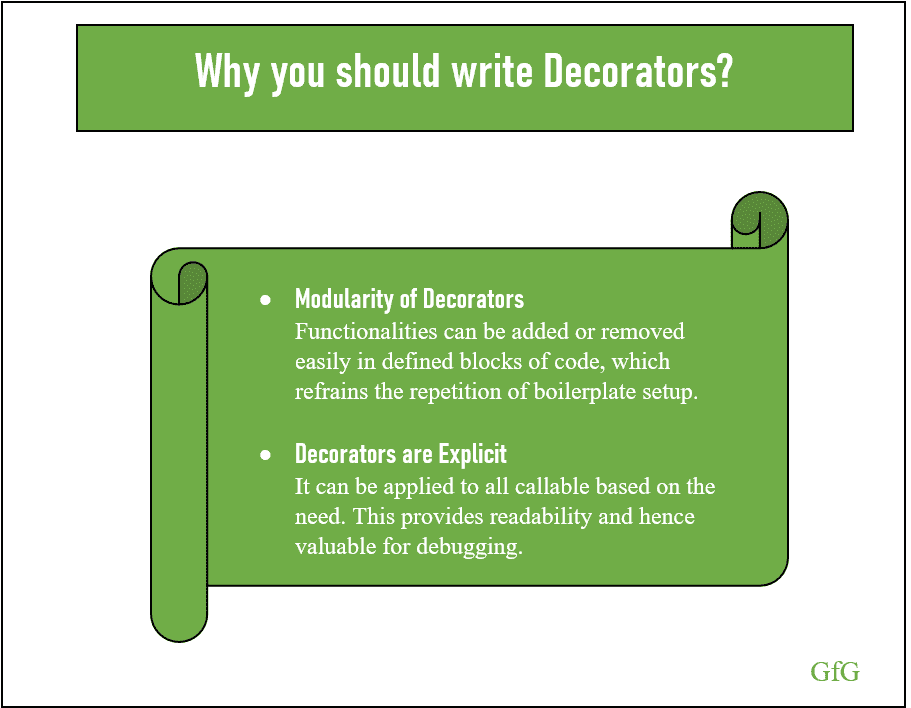 Why you should write Decorators?
● Modularity of Decorators
Functionalities can be added or removed
easily in defined blocks of code, which
refrains the repetition of boilerplate setup.
● Decorators are Explicit
It can be applied to all callable based on the
need. This provides readability and hence
valuable for debugging.
GfG